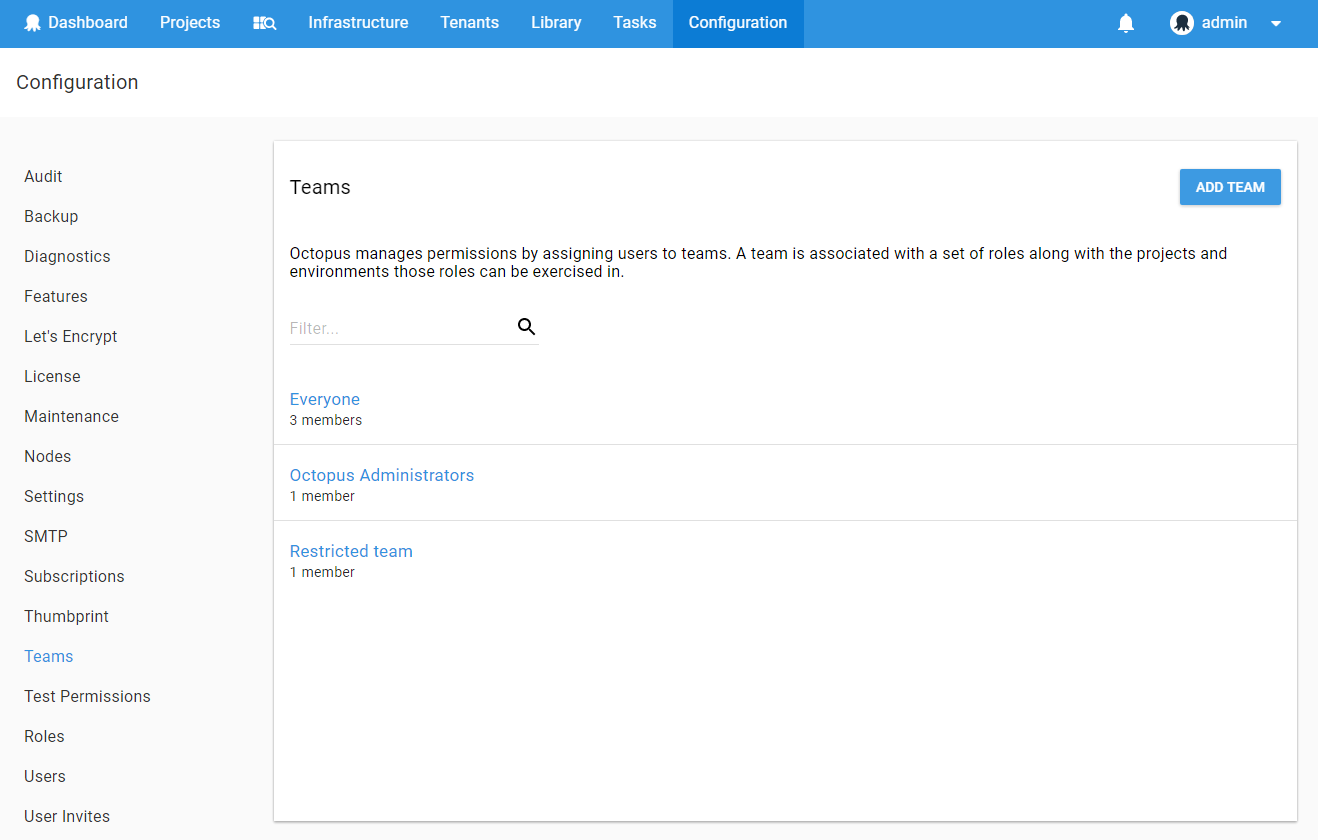 Dashboard Projects Infrastructure Tenants Library Tasks Configuration admin
Configuration
Audit
Backup
Diagnostics
Features
Let's Encrypt
License
Maintenance
Nodes
Settings
SMTP
Subscriptions
Thumbprint
Teams
Test Permissions
Roles
Users
User Invites
Teams
ADD TEAM
Octopus manages permissions by assigning users to teams. A team is associated with a set of roles along with the projects and
environments those roles can be exercised in.
Filter...
Everyone
3 members
Octopus Administrators
1 member
Restricted team
1 member